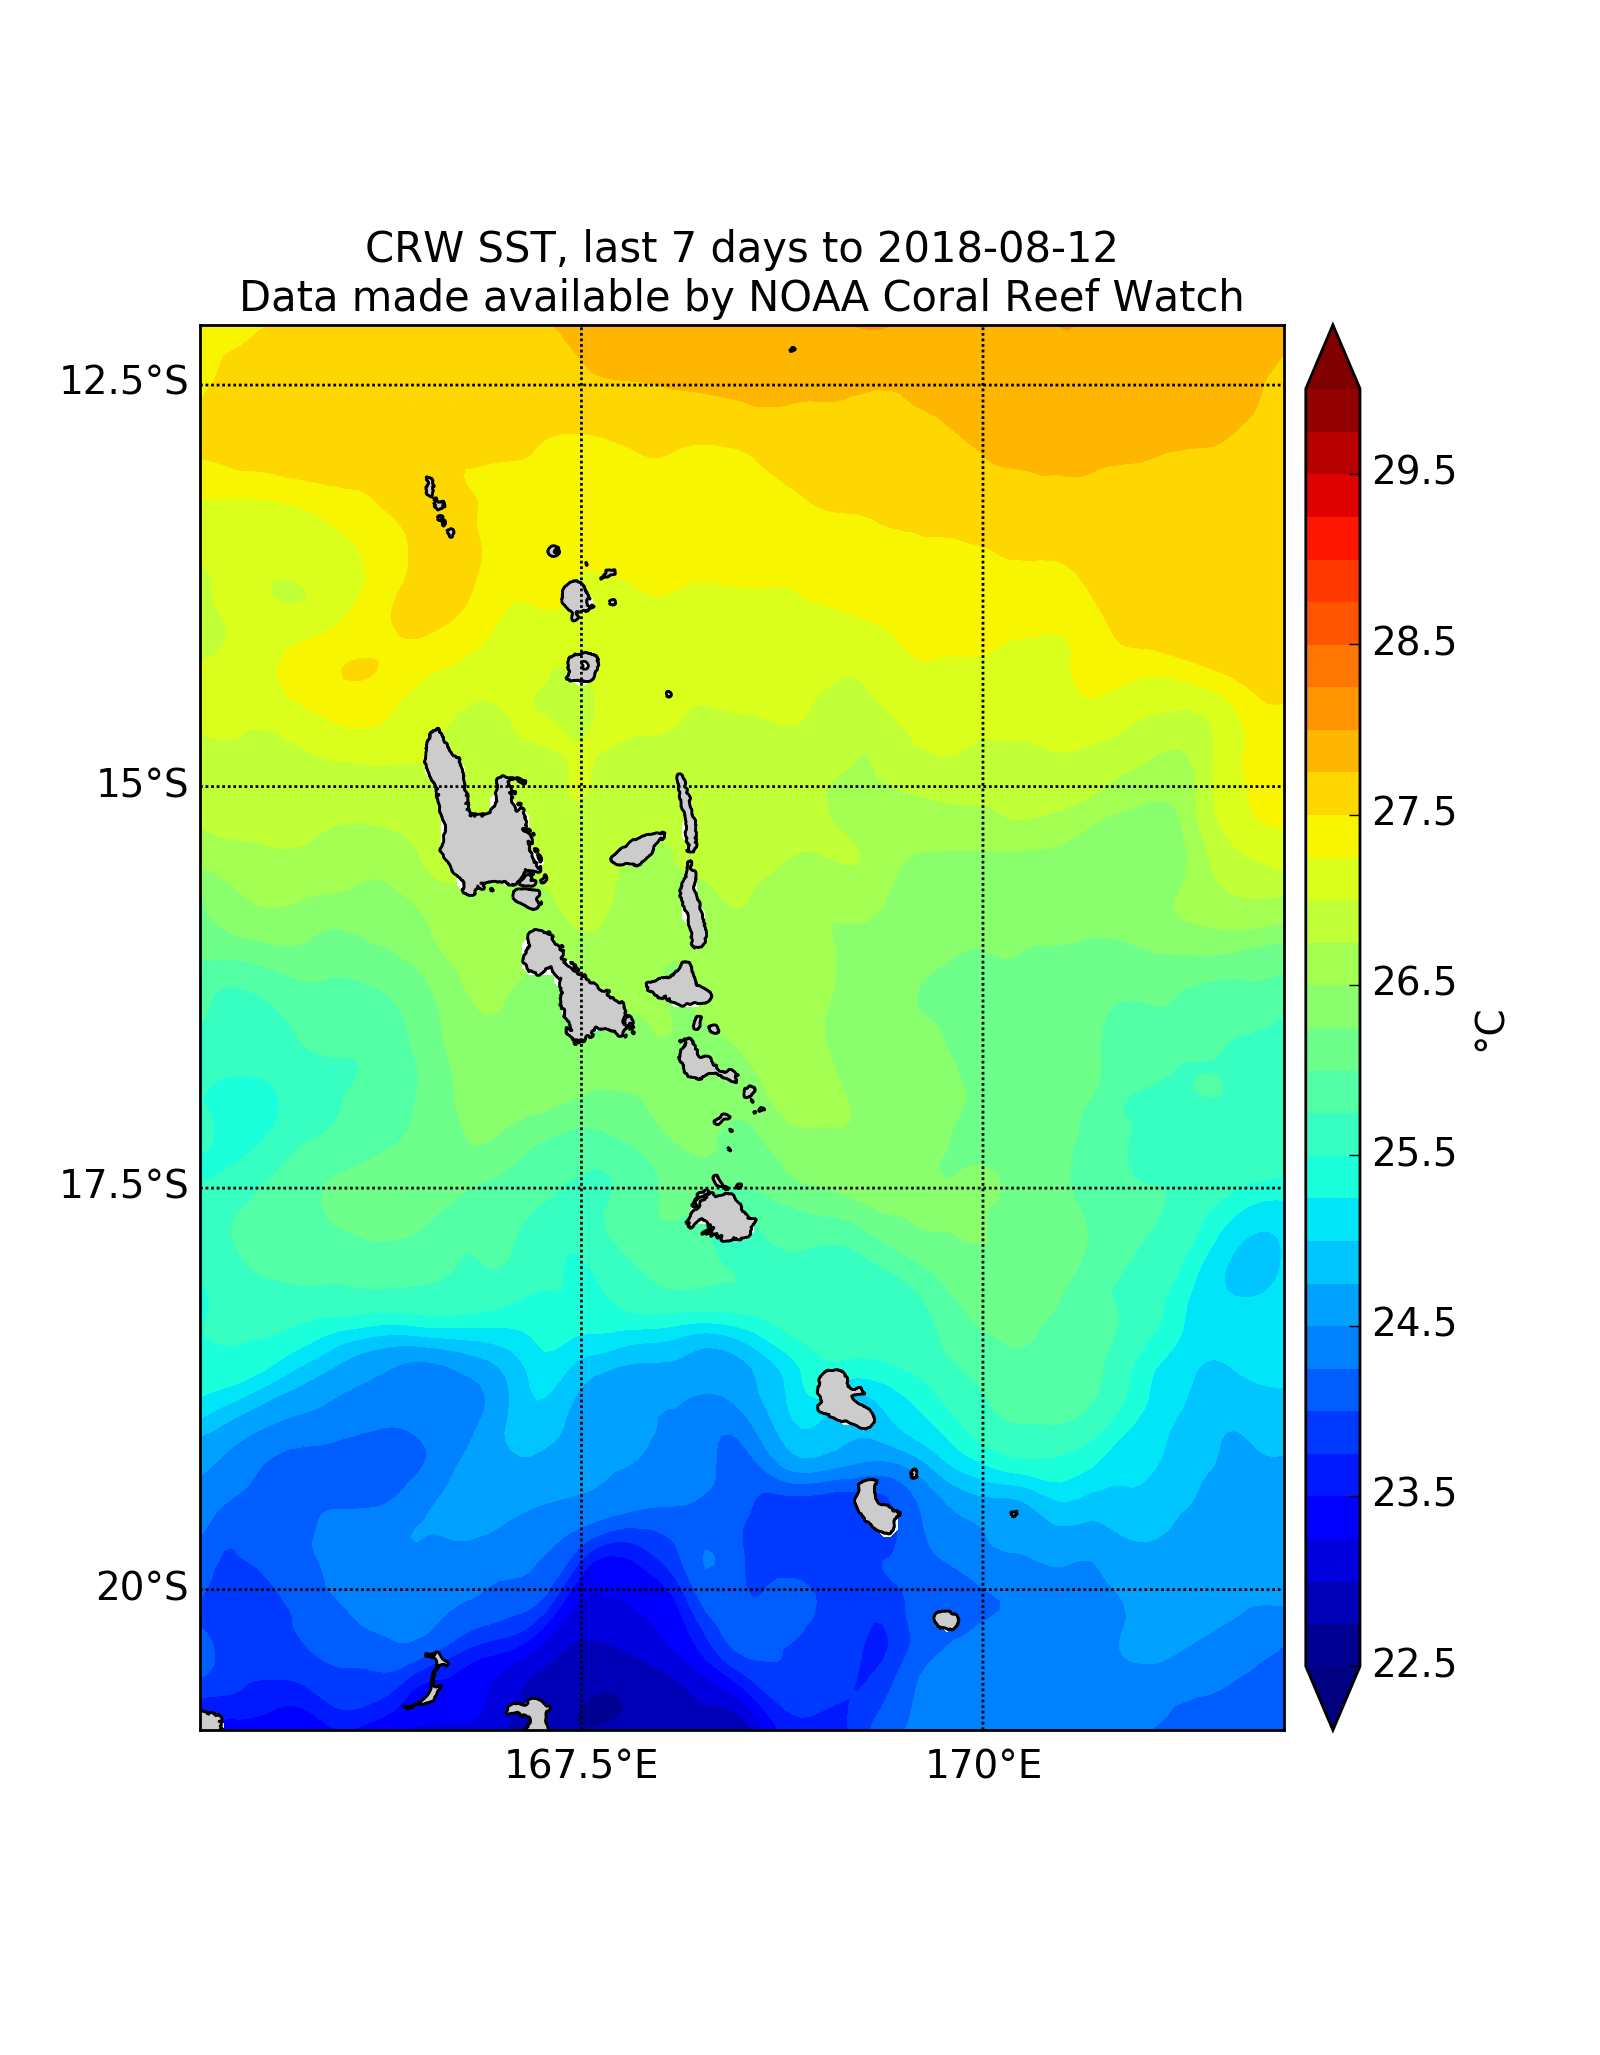 CRW SST, last 7 days to 2018-08-12
Data made available by NOAA Coral Reef Watch
12.5°S
15°S
17.5°S
20°S
167.5°E
170°E
29.5
28.5
27.5
26.5
25.5
24.5
23.5
22.5
°C